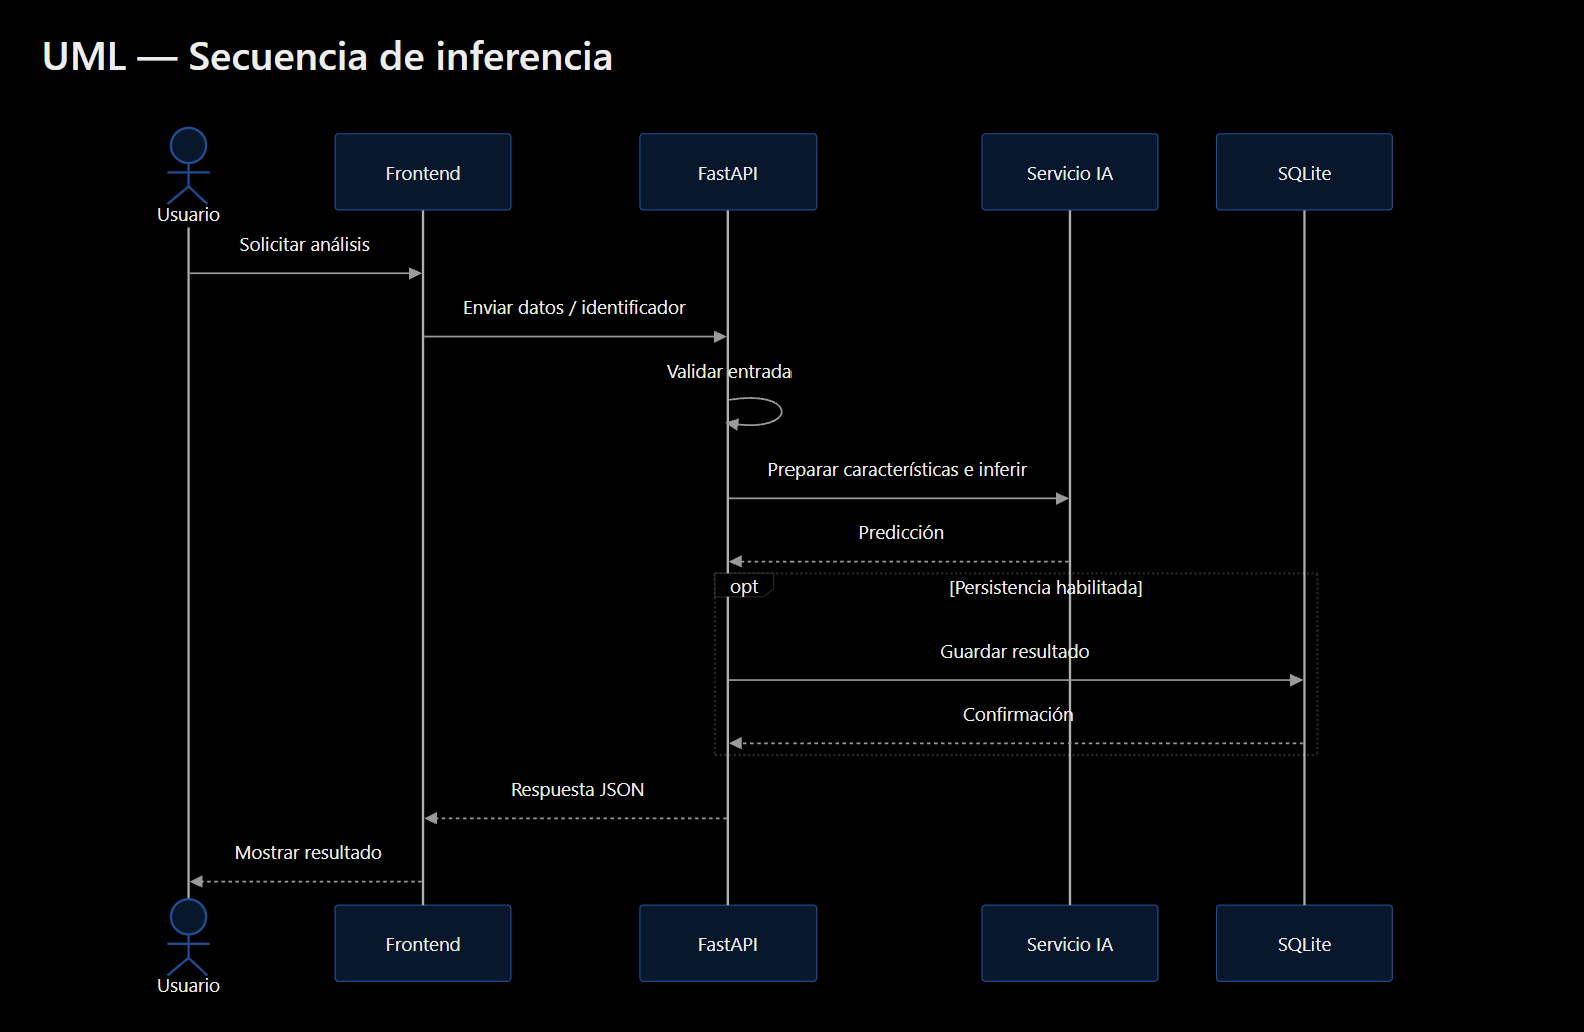 UML — Secuencia de inferencia
Usuario
Frontend
FastAPI
Servicio IA
SQLite
Solicitar análisis
Enviar datos / identificador
Validar entrada
Preparar características e inferir
Predicción
opt
[Persistencia habilitada]
Guardar resultado
Confirmación
Respuesta JSON
Mostrar resultado
Usuario
Frontend
FastAPI
Servicio IA
SQLite